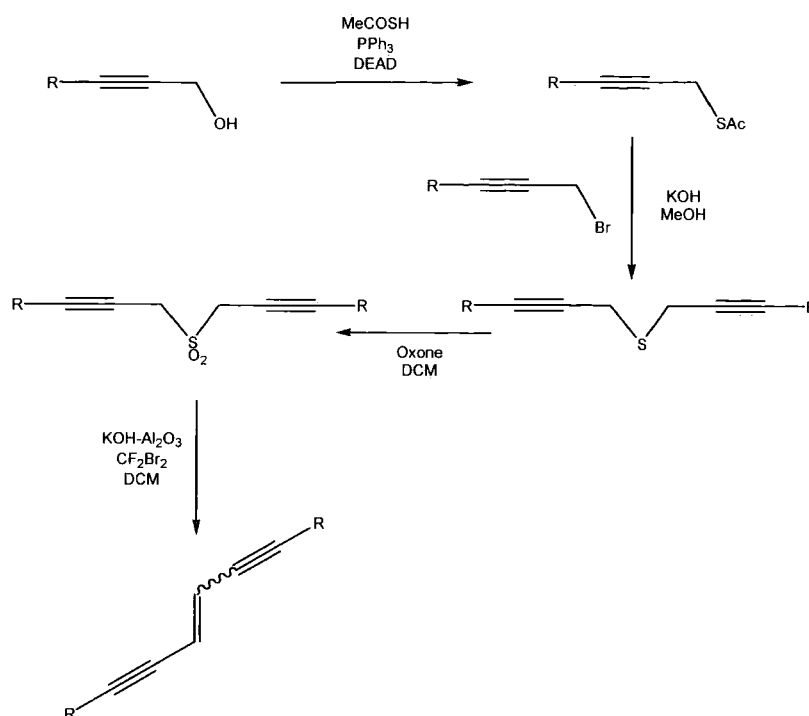 MeCOSH
PPh3
DEAD
R
OH
R
SAc
R
Br
KOH
MeOH
R
R
S
O2
Oxone
DCM
R
S
KOH-Al2O3
CF2Br2
DCM
R
R